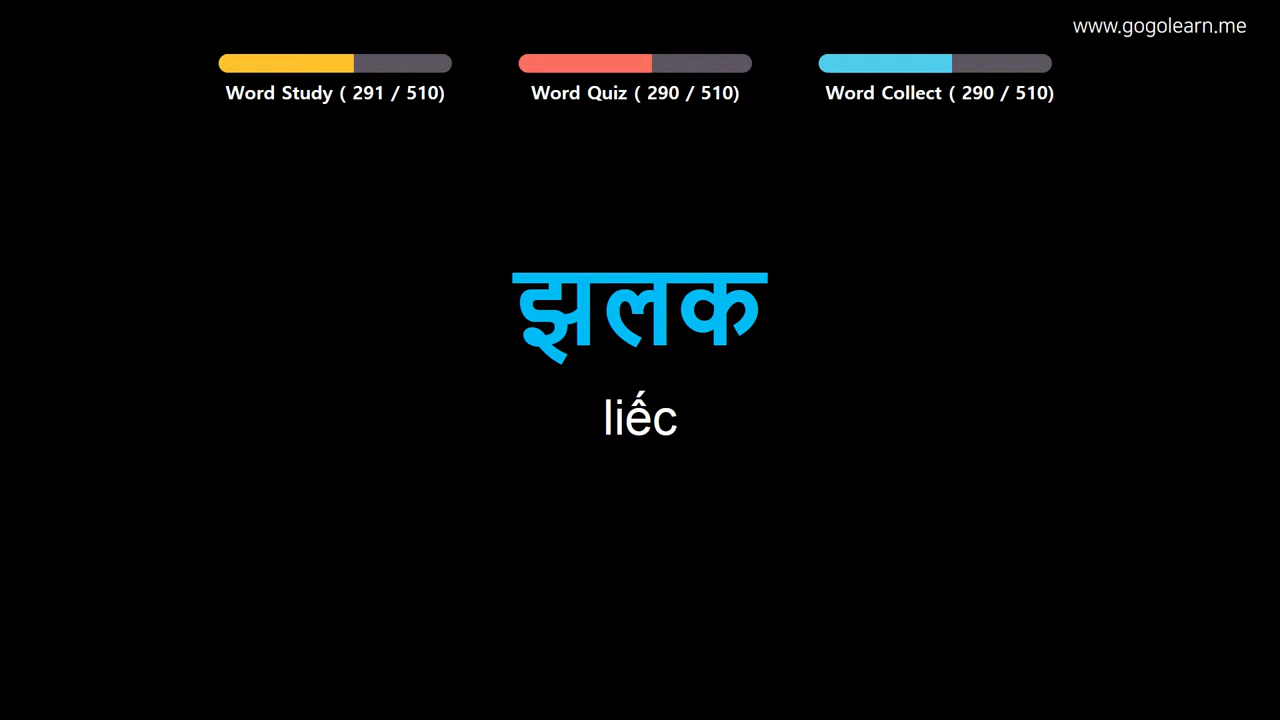 www.gogolearn.me
Word Study ( 291 / 510)
Word Quiz ( 290 / 510)
Word Collect ( 290 / 510)
झलक
liếc